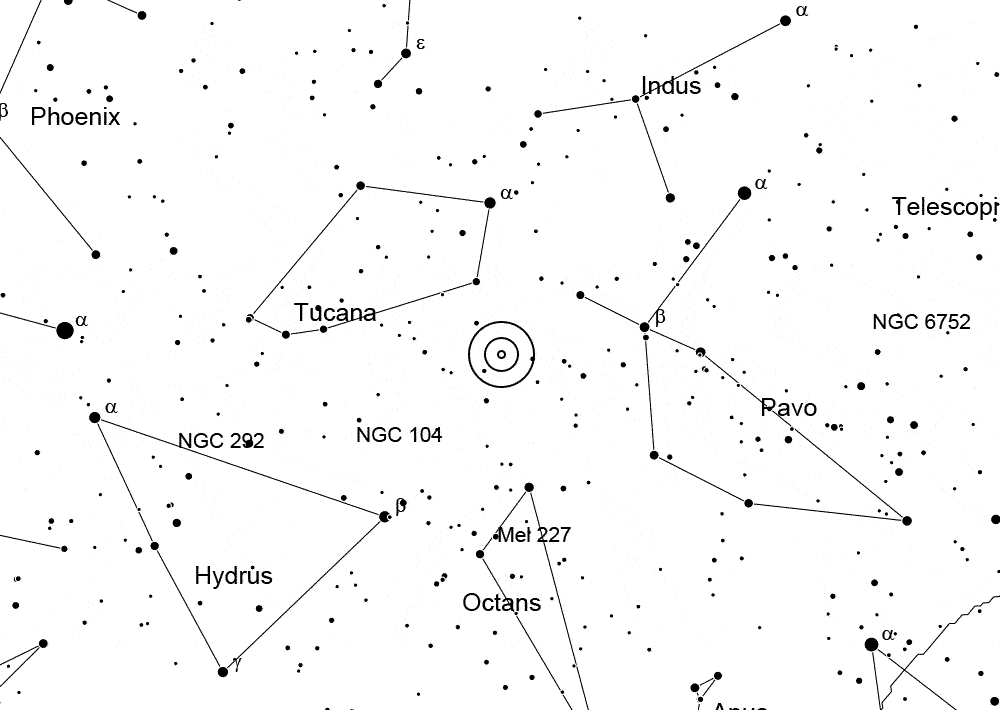 α
ε
Indus
β
Phoenix
α
α
Telescopi
Tucana
α
β
NGC 6752
α
Pavo
NGC 292
NGC 104
β
Mel 227
Hydrus
Octans
α
γ
Apus